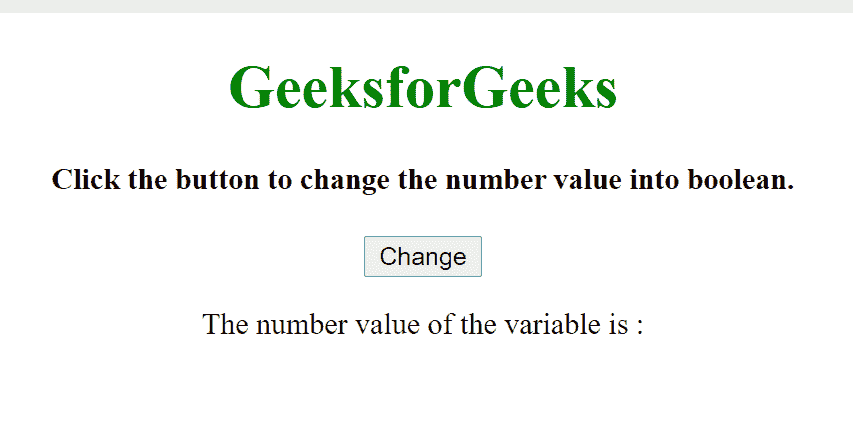 GeeksforGeeks
Click the button to change the number value into boolean.
Change
The number value of the variable is :